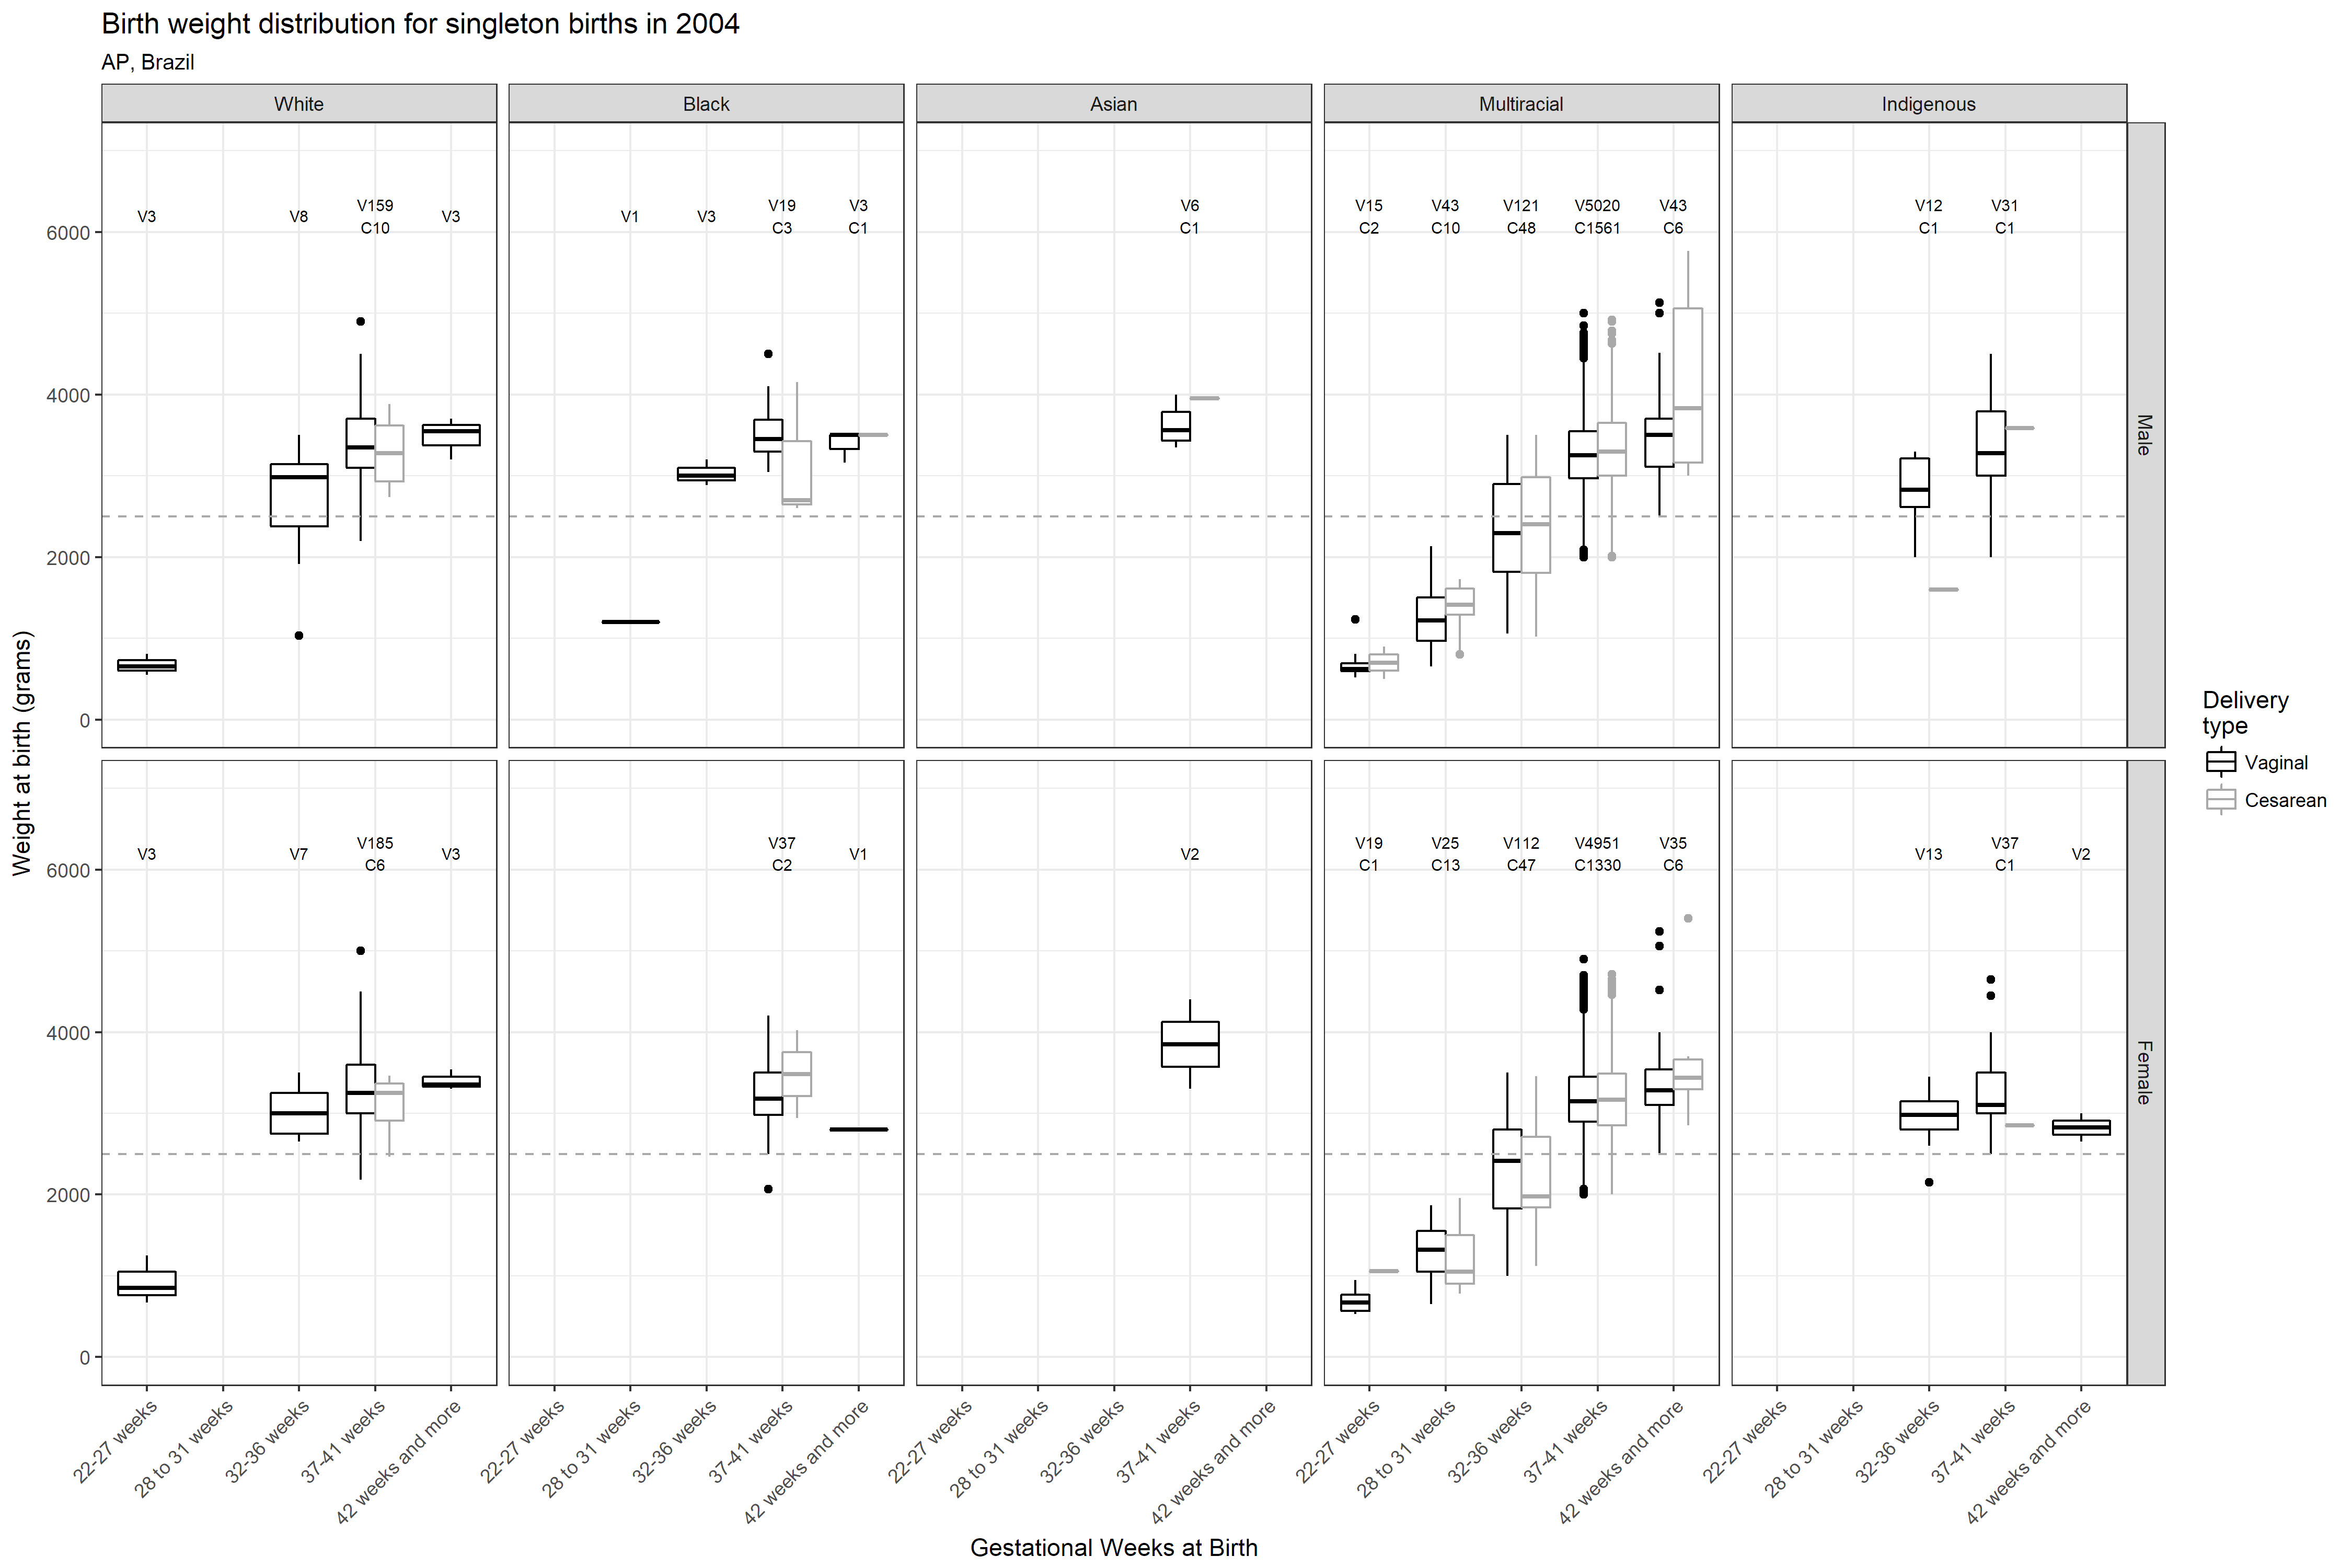 Birth weight distribution for singleton births in 2004
AP, Brazil
White
Black
Asian
Multiracial
Indigenous
V3
V8
V159
C10
V3
V1
V3
V19
C3
V3
C1
V6
C1
V15
C2
V43
C10
V121
C48
V5020
C1561
V43
C6
V12
C1
V31
C1
6000
4000
2000
0
Male
V3
V7
V185
C6
V3
V37
C2
V1
V2
V19
C1
V25
C13
V112
C47
V4951
C1330
V35
C6
V13
V37
C1
V2
6000
4000
2000
0
Female
Weight at birth (grams)
22-27 weeks
28 to 31 weeks
32-36 weeks
37-41 weeks
42 weeks and more
22-27 weeks
28 to 31 weeks
32-36 weeks
37-41 weeks
42 weeks and more
22-27 weeks
28 to 31 weeks
32-36 weeks
37-41 weeks
42 weeks and more
22-27 weeks
28 to 31 weeks
32-36 weeks
37-41 weeks
42 weeks and more
22-27 weeks
28 to 31 weeks
32-36 weeks
37-41 weeks
42 weeks and more
Gestational Weeks at Birth
Delivery
type
Vaginal
Cesarean